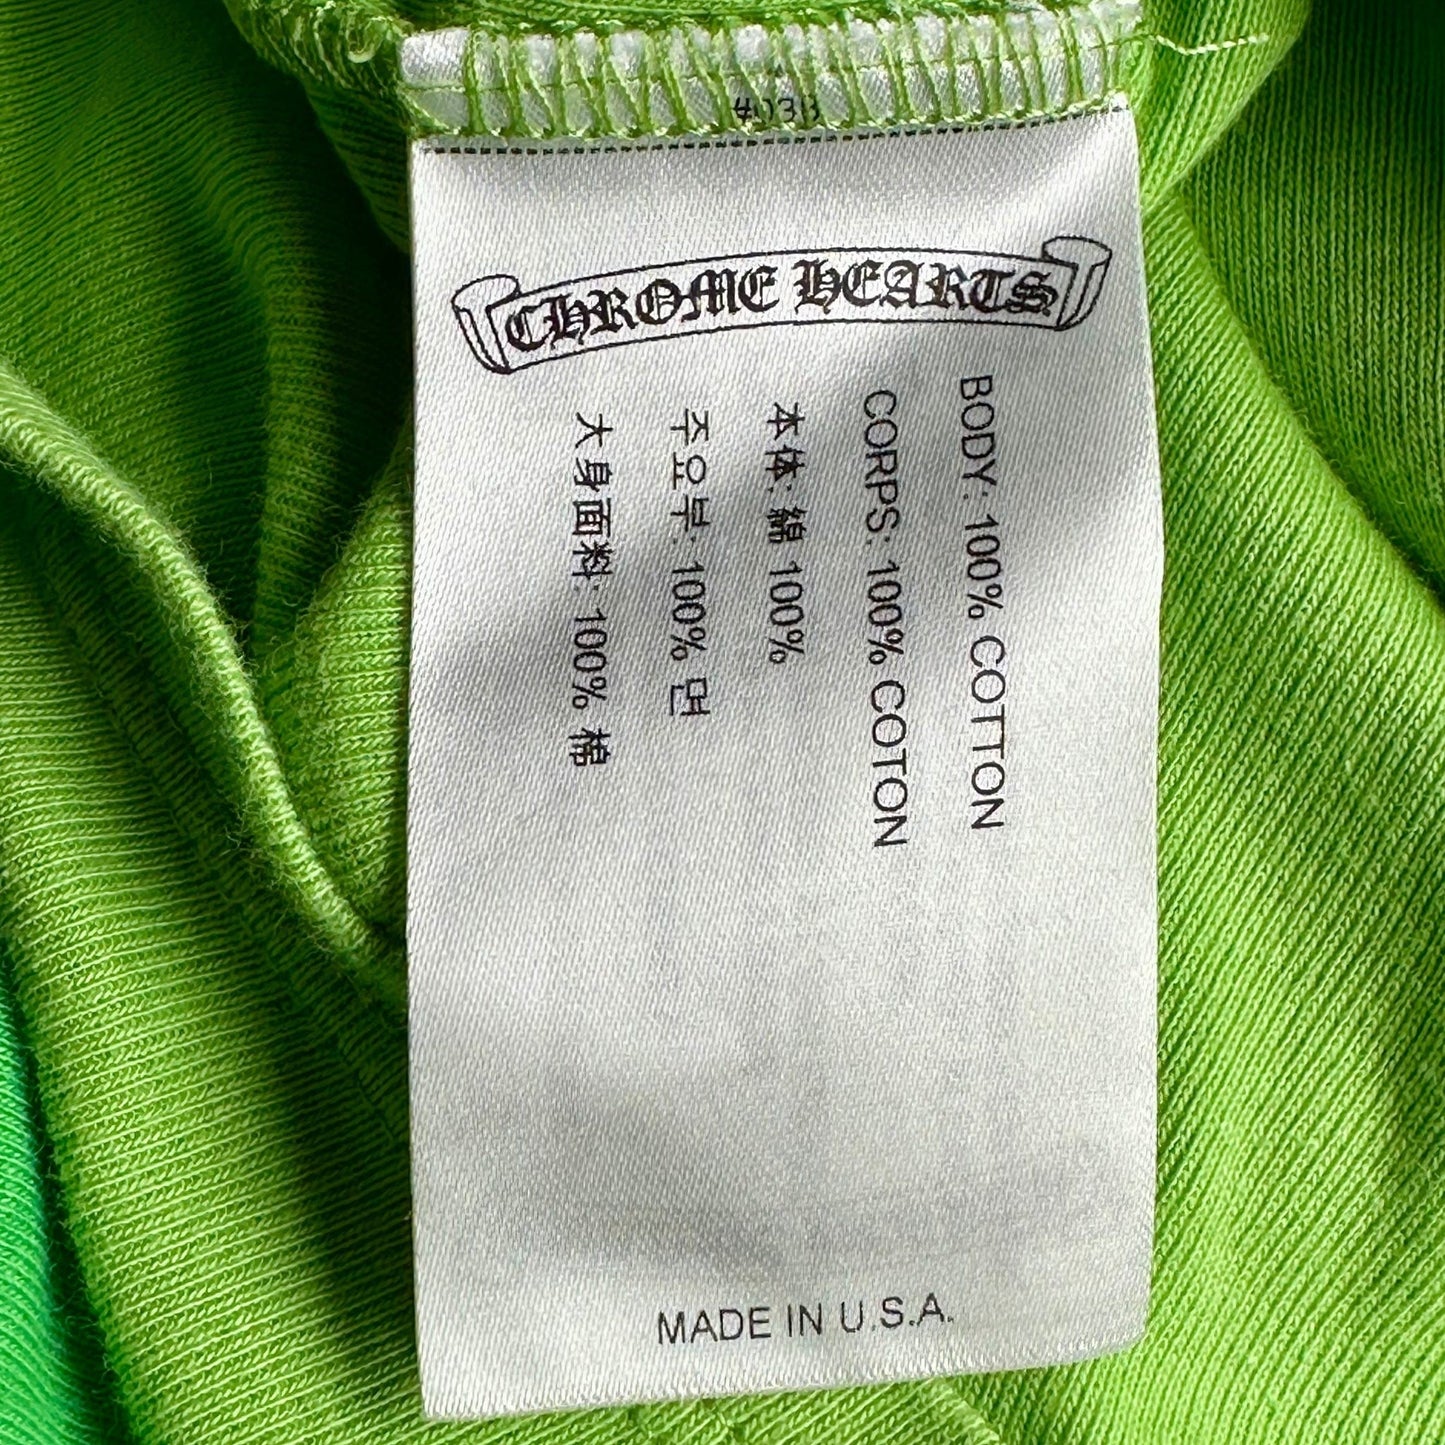 #038
CHROME HEARTS
BODY: 100% COTTON
CORPS: 100% COTON
本体: 綿 100%
주요부: 100% 면
大身面料: 100% 棉
MADE IN U.S.A.